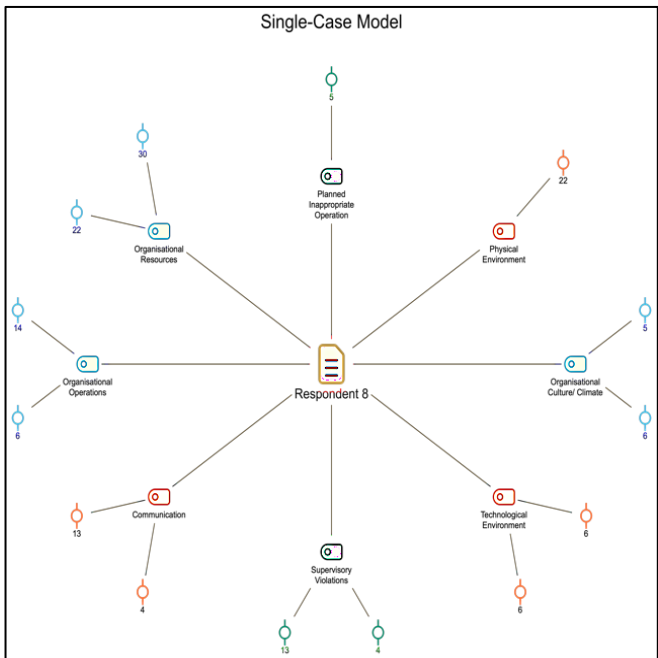 Single-Case Model
5
30
Planned
Inappropriate
Operation
22
22
Organisational
Resources
Physical
Environment
14
5
Organisational
Operations
Respondent 8
Organisational
Culture/ Climate
6
6
Communication
Technological
Environment
13
6
Supervisory
Violations
4
6
13
4